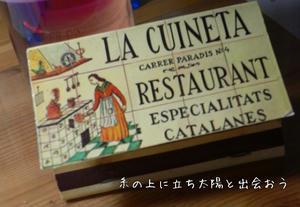 LA CUINETA
CARRER PARADIS Nº4
RESTAURANT
ESPECIALITATS
CATALANES
糸の上に立ち太陽と出会おう